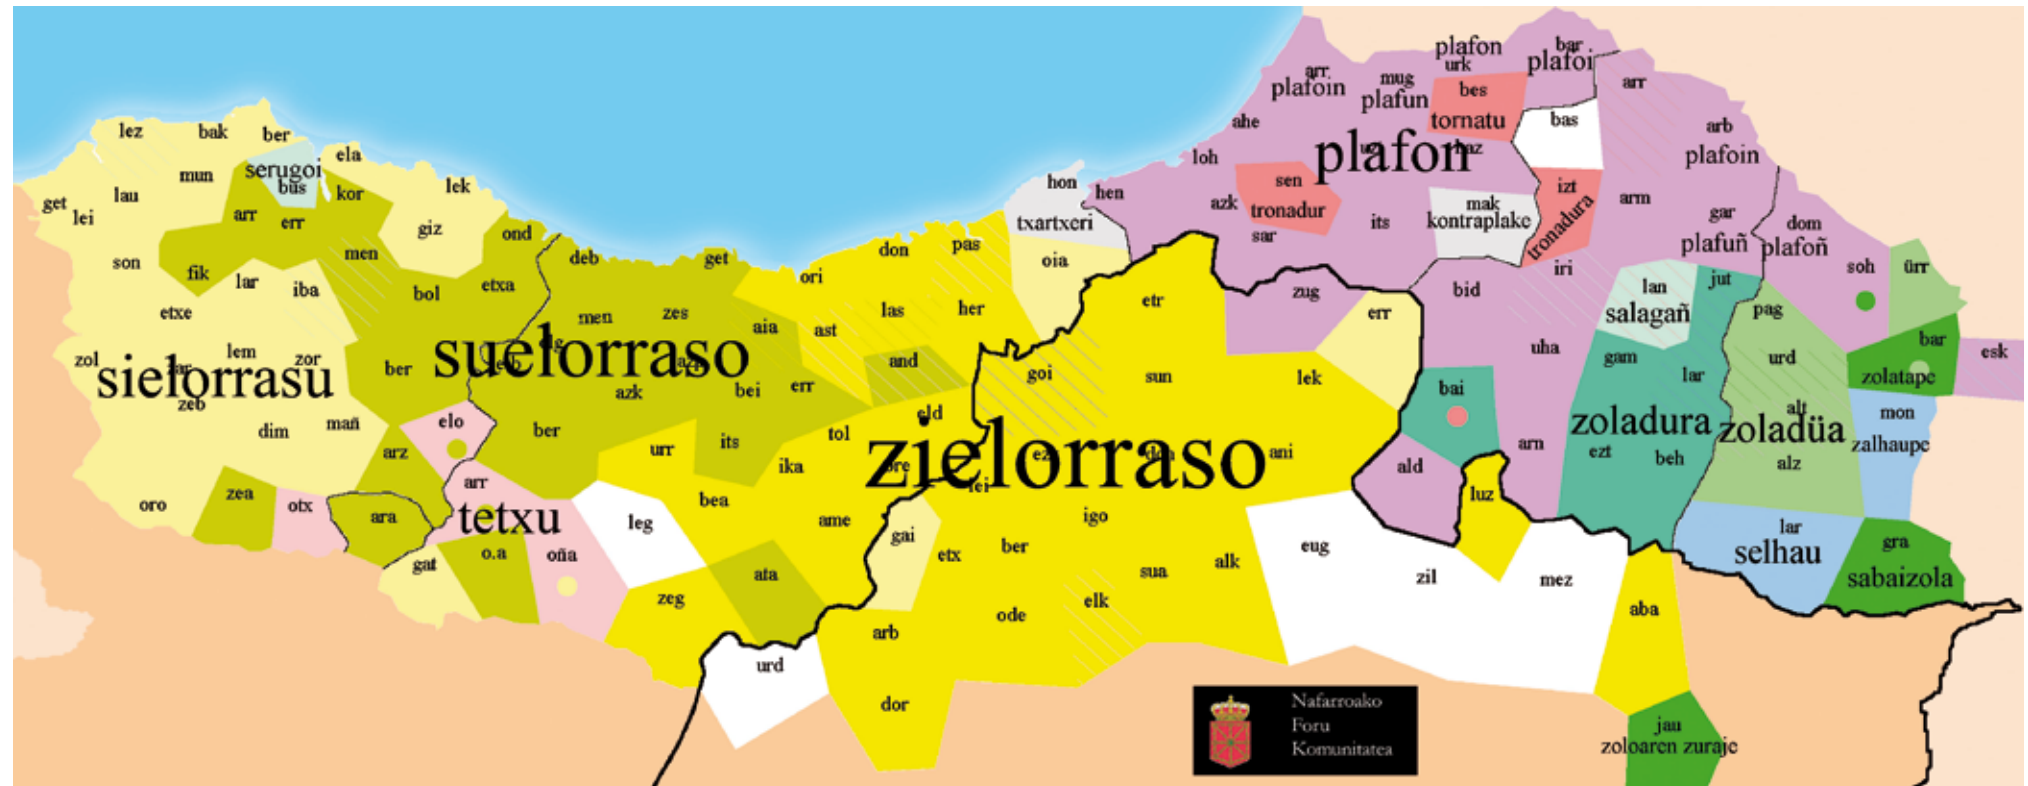 plafon
bar
plafoi
urk
arr
plafoin
mug
plafun
bes
tornatu
arr
bas
arb
plafoin
ahe
plafon
loh
lez
bak
ber
ela
serugoi
bus
mun
lau
get
lei
kor
lek
arr
err
giz
ond
hon
hen
txartxeri
azk
sen
tronadur
sar
its
mak
kontraplake
izt
tronadura
arm
gar
plafuñ
dom
plafoñ
soh
ürr
son
fik
lar
iba
men
bol
etxa
deb
get
ori
don
pas
oia
iri
bid
lan
salagañ
jut
pag
etxe
men
zes
aia
ast
las
her
etr
zug
err
zol
lem
zor
sielorrasu
zeb
dim
mañ
ber
suelorraso
azk
bei
err
and
goi
sun
lek
uha
gam
lar
urd
bar
zolatape
esk
bai
elo
arz
ber
urr
its
ika
tol
eld
zielorraso
ani
ald
arn
zoladura
ezt
beh
zoladüa
alt
alz
mon
zalhaupe
oro
zea
otx
ara
arr
tetxu
leg
bea
ame
lei
igo
luz
gai
etx
ber
sua
alk
eug
zil
mez
lar
selhau
gra
sabaizola
gat
o.a
oña
ata
zeg
elk
ode
arb
aba
urd
dor
jau
zoloaren zuraje
Nafarroako
Foru
Komunitatea